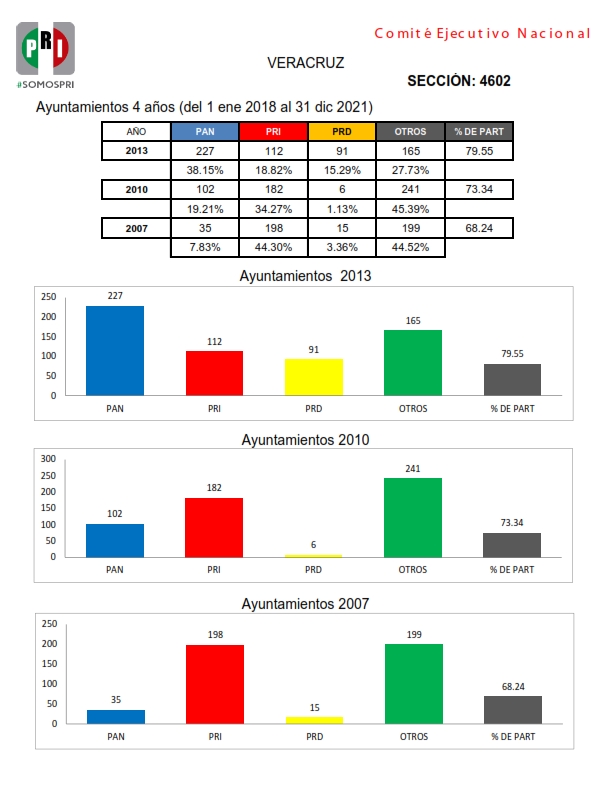 Comité Ejecutivo Nacional
PRI
#SOMOSPRI
VERACRUZ
SECCIÓN: 4602
Ayuntamientos 4 años (del 1 ene 2018 al 31 dic 2021)
AÑO PAN PRI PRD OTROS % DE PART
2013 227 112 91 165 79.55
38.15% 18.82% 15.29% 27.73%
2010 102 182 6 241 73.34
19.21% 34.27% 1.13% 45.39%
2007 35 198 15 199 68.24
7.83% 44.30% 3.36% 44.52%
Ayuntamientos 2013
250
200
150
100
50
0
227
112
91
165
79.55
PAN PRI PRD OTROS % DE PART
Ayuntamientos 2010
300
250
200
150
100
50
0
102
182
6
241
73.34
PAN PRI PRD OTROS % DE PART
Ayuntamientos 2007
250
200
150
100
50
0
35
198
15
199
68.24
PAN PRI PRD OTROS % DE PART